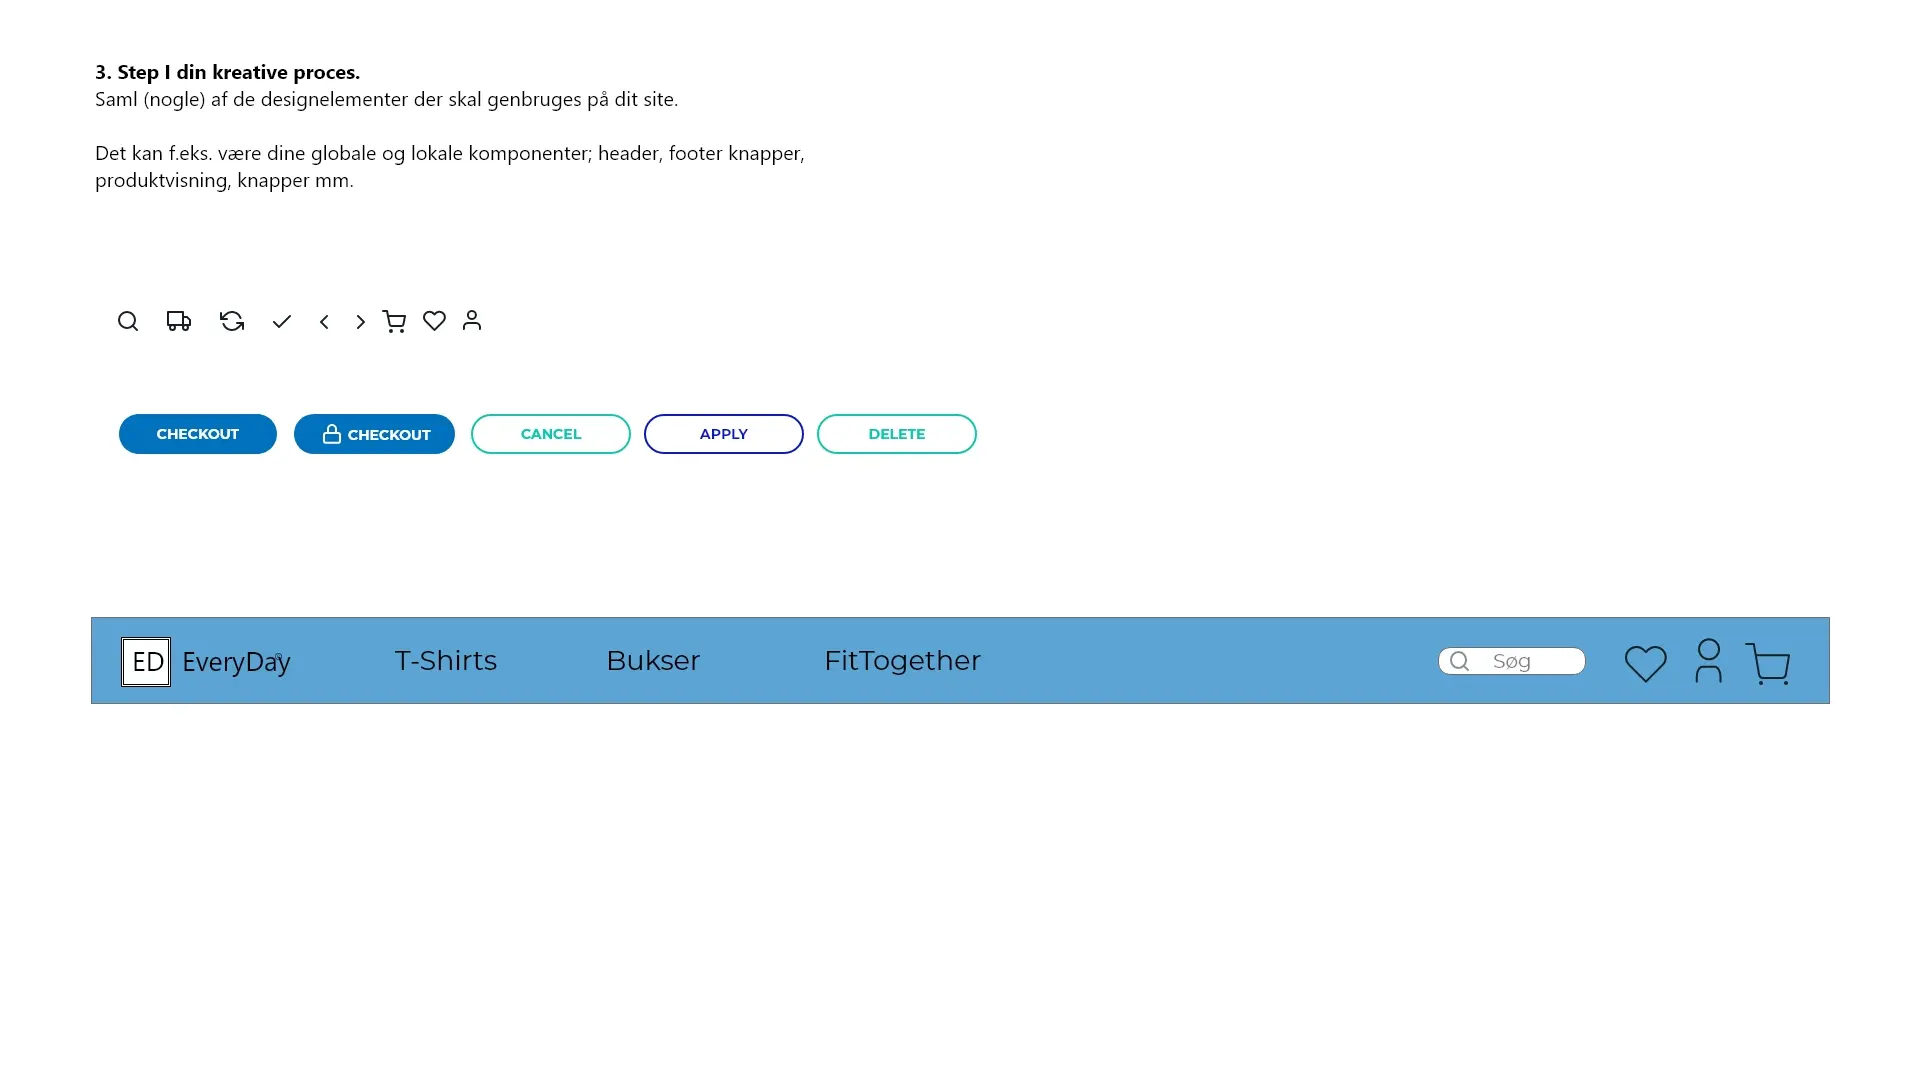 3. Step I din kreative proces.
Saml (nogle) af de designelementer der skal genbruges på dit site.
Det kan f.eks. være dine globale og lokale komponenter; header, footer knapper,
produktvisning, knapper mm.
CHECKOUT CHECKOUT CANCEL APPLY DELETE
ED EveryDay T-Shirts Bukser FitTogether Søg